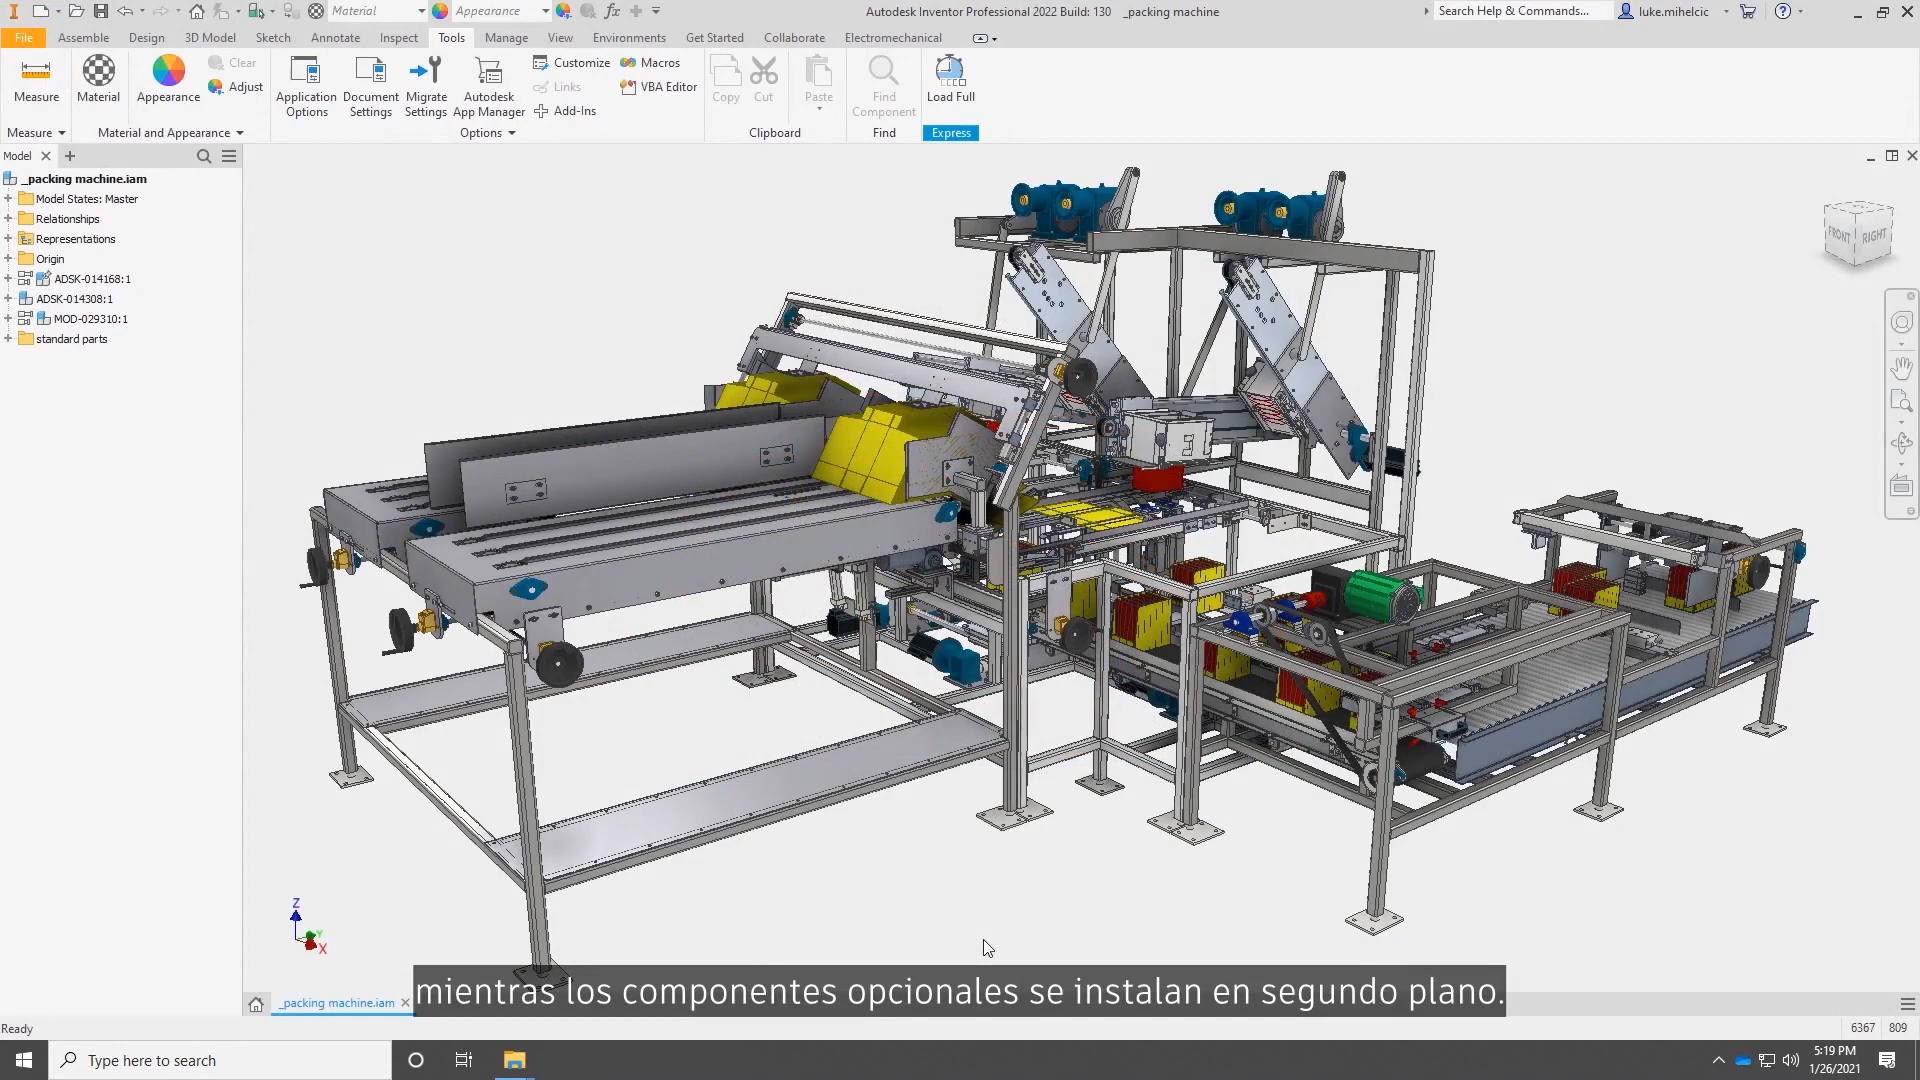 Material
Appearance
fx
Autodesk Inventor Professional 2022 Build: 130 _packing machine
Search Help & Commands...
luke.mihelcic
File
Assemble
Design
3D Model
Sketch
Annotate
Inspect
Tools
Manage
View
Environments
Get Started
Collaborate
Electromechanical
Measure
Material
Appearance
Clear
Adjust
Application Options
Document Settings
Migrate Settings
Autodesk App Manager
Customize
Links
Add-Ins
Macros
VBA Editor
Copy
Cut
Paste
Find Component
Load Full
Measure
Material and Appearance
Options
Clipboard
Find
Express
Model
_packing machine.iam
Model States: Master
Relationships
Representations
Origin
ADSK-014168:1
ADSK-014308:1
MOD-029310:1
standard parts
FRONT
RIGHT
Z
Y
X
_packing machine.iam
mientras los componentes opcionales se instalan en segundo plano.
Ready
6367
809
Type here to search
5:19 PM
1/26/2021